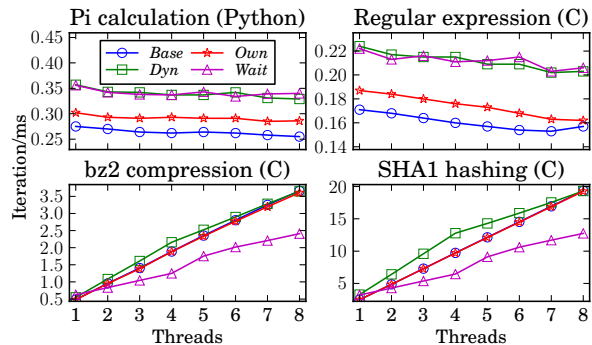 Pi calculation (Python)
Regular expression (C)
0.45
0.40
0.35
0.30
0.25
Base
Dyn
Own
Wait
0.22
0.20
0.18
0.16
0.14
Iteration/ms
bz2 compression (C)
SHA1 hashing (C)
3.5
3.0
2.5
2.0
1.5
1.0
0.5
1 2 3 4 5 6 7 8
Threads
20
15
10
5
1 2 3 4 5 6 7 8
Threads